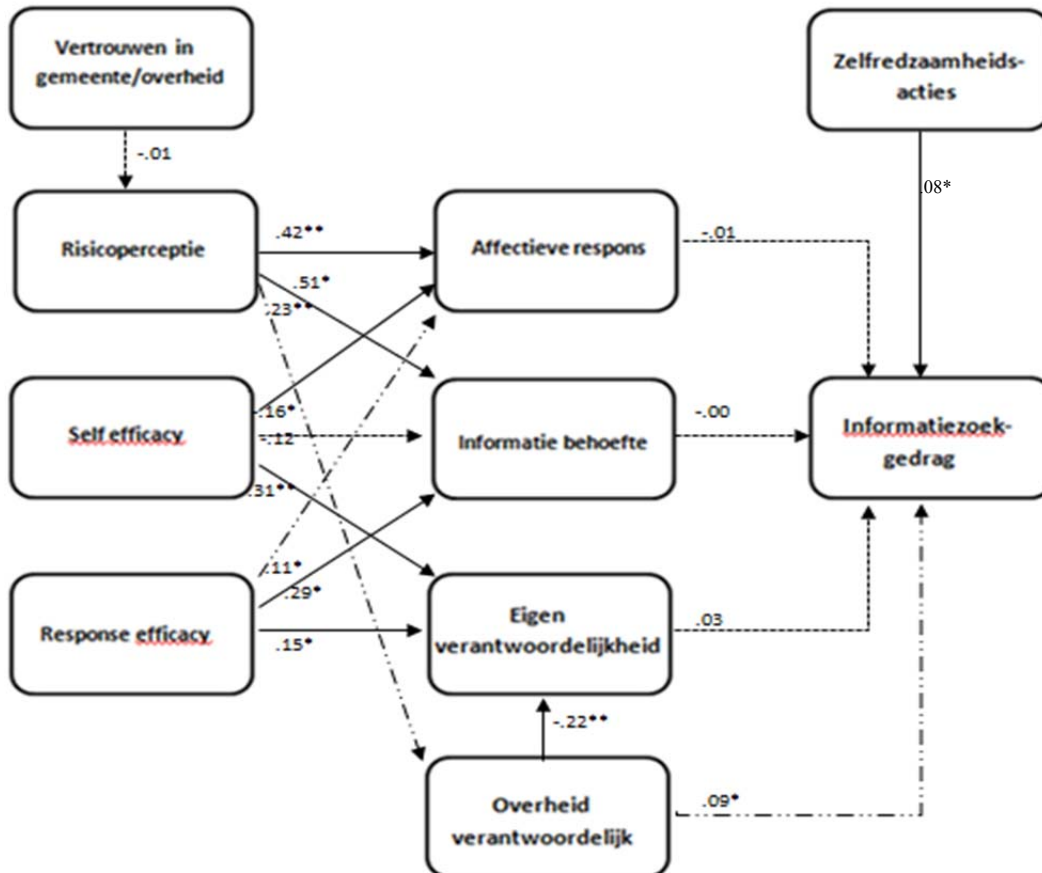 Vertrouwen in
gemeente/overheid
Zelfredzaamheids-
acties
-.01
.08*
Risicoperceptie
.42**
Affectieve respons
-.01
.51*
.23**
Self efficacy
-.16*
-.12
.31**
Informatie behoefte
-.00
Informatiezoek-
gedrag
Response efficacy
.11*
.29*
.15*
Eigen
verantwoordelijkheid
.03
-.22**
Overheid
verantwoordelijk
.09*